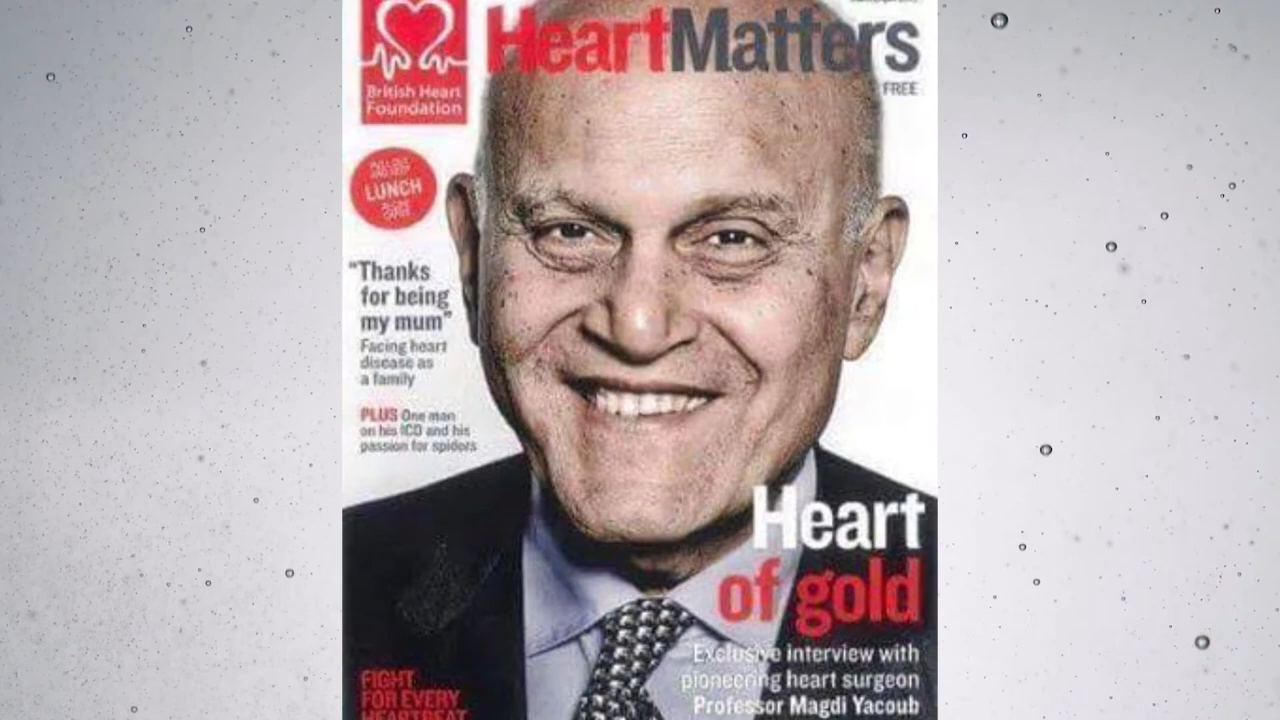 HeartMatters
FREE
British Heart
Foundation
LUNCH
“Thanks
for being
my mum”
Facing heart
disease as
a family
PLUS One man
on his ICD and his
passion for spiders
Heart
of gold
Exclusive interview with
pioneering heart surgeon
Professor Magdi Yacoub
FIGHT
FOR EVERY
HEARTBEAT